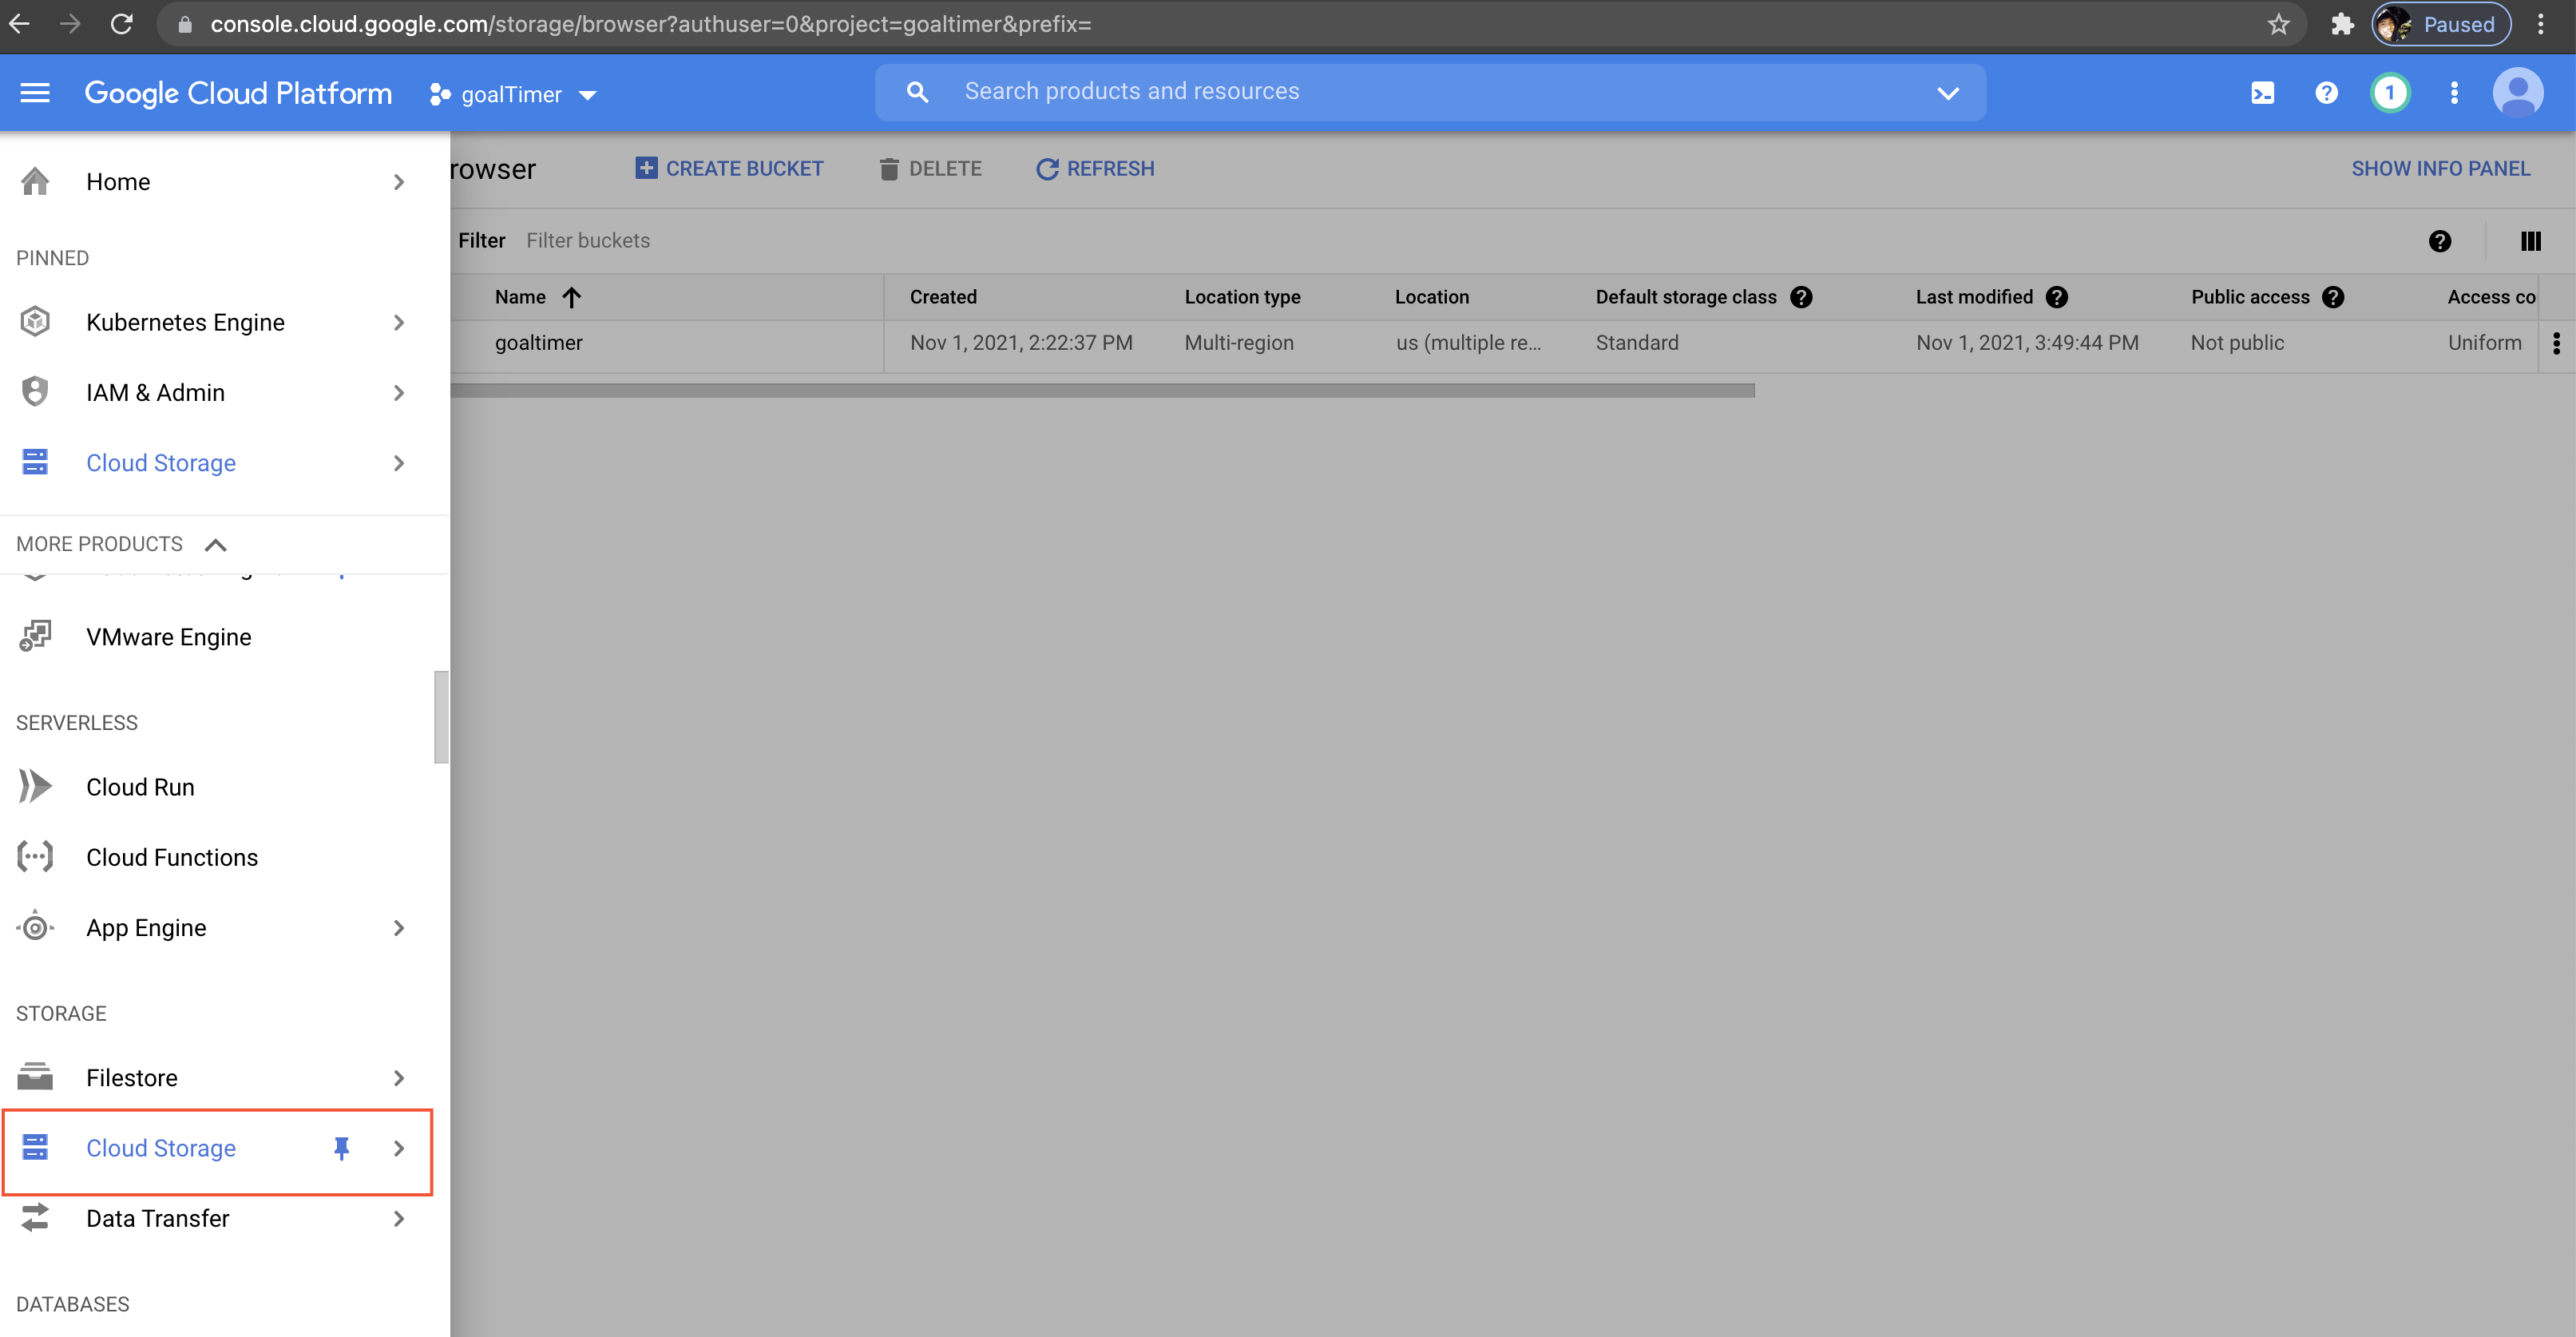 console.cloud.google.com/storage/browser?authuser=0&project=goaltimer&prefix=
Paused
Google Cloud Platform
goalTimer
Search products and resources
1
Home
rowser
CREATE BUCKET
DELETE
REFRESH
SHOW INFO PANEL
PINNED
Filter
Filter buckets
Name
Created
Location type
Location
Default storage class
Last modified
Public access
Access co
goaltimer
Nov 1, 2021, 2:22:37 PM
Multi-region
us (multiple re...
Standard
Nov 1, 2021, 3:49:44 PM
Not public
Uniform
Kubernetes Engine
IAM & Admin
Cloud Storage
MORE PRODUCTS
VMware Engine
SERVERLESS
Cloud Run
Cloud Functions
App Engine
STORAGE
Filestore
Cloud Storage
Data Transfer
DATABASES